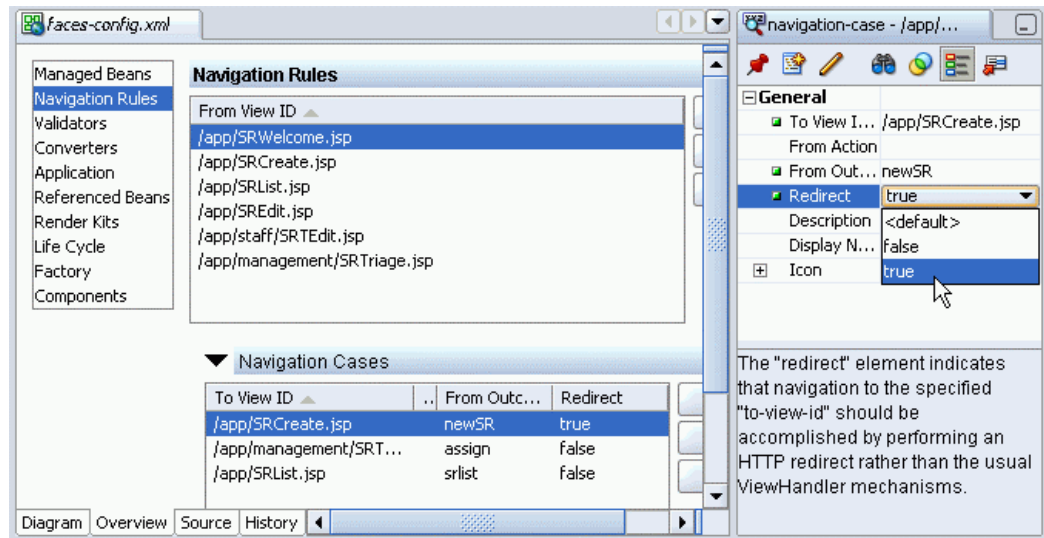 faces-config.xml
Managed Beans
Navigation Rules
Validators
Converters
Application
Referenced Beans
Render Kits
Life Cycle
Factory
Components
Navigation Rules
From View ID
/app/SRWelcome.jsp
/app/SRCreate.jsp
/app/SRList.jsp
/app/SREdit.jsp
/app/staff/SRTEdit.jsp
/app/management/SRTriage.jsp
Navigation Cases
To View ID .. From Outc... Redirect
/app/SRCreate.jsp newSR true
/app/management/SRT... assign false
/app/SRList.jsp srlist false
Diagram Overview Source History
navigation-case - /app/...
General
To View I... /app/SRCreate.jsp
From Action
From Out... newSR
Redirect true
Description <default>
Display N... false
Icon true
The "redirect" element indicates
that navigation to the specified
"to-view-id" should be
accomplished by performing an
HTTP redirect rather than the usual
ViewHandler mechanisms.